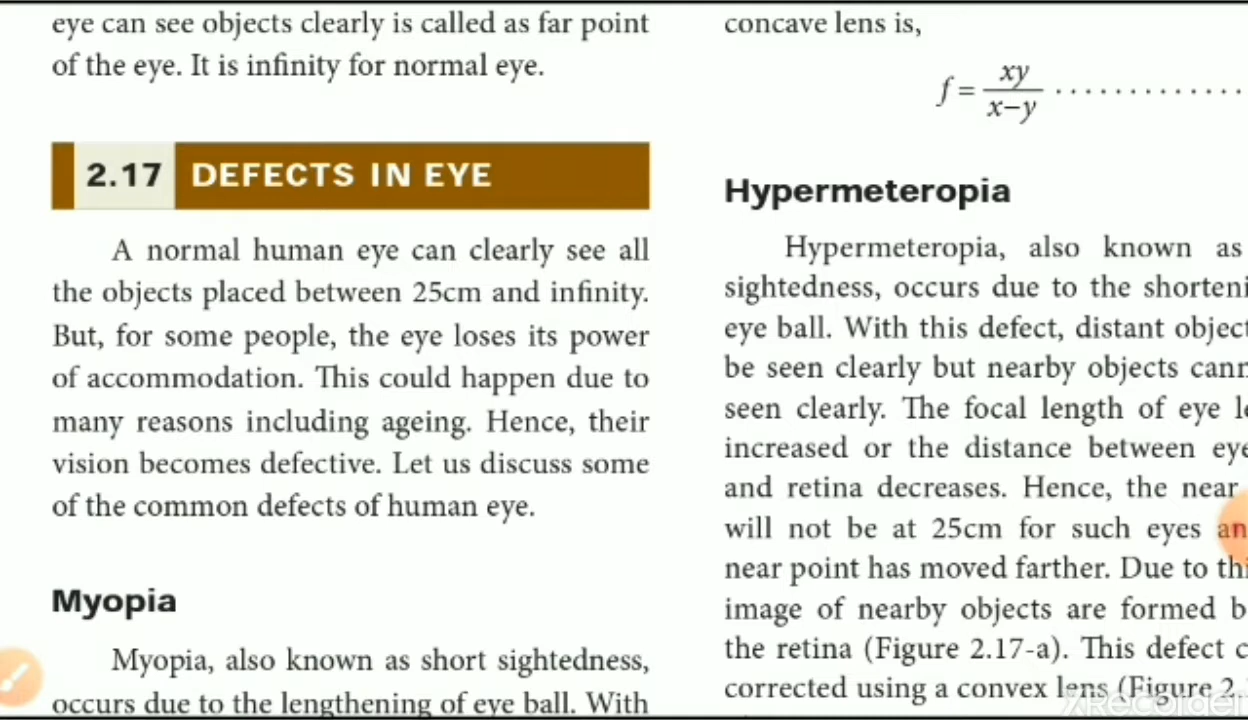 eye can see objects clearly is called as far point
of the eye. It is infinity for normal eye.
2.17 DEFECTS IN EYE
A normal human eye can clearly see all
the objects placed between 25cm and infinity.
But, for some people, the eye loses its power
of accommodation. This could happen due to
many reasons including ageing. Hence, their
vision becomes defective. Let us discuss some
of the common defects of human eye.
Myopia
Myopia, also known as short sightedness,
occurs due to the lengthening of eye ball. With
concave lens is,
f = xy / x–y ..............
Hypermeteropia
Hypermeteropia, also known as
sightedness, occurs due to the shorteni
eye ball. With this defect, distant object
be seen clearly but nearby objects cann
seen clearly. The focal length of eye le
increased or the distance between eye
and retina decreases. Hence, the near
will not be at 25cm for such eyes an
near point has moved farther. Due to thi
image of nearby objects are formed b
the retina (Figure 2.17-a). This defect c
corrected using a convex lens (Figure 2.
XRecorder